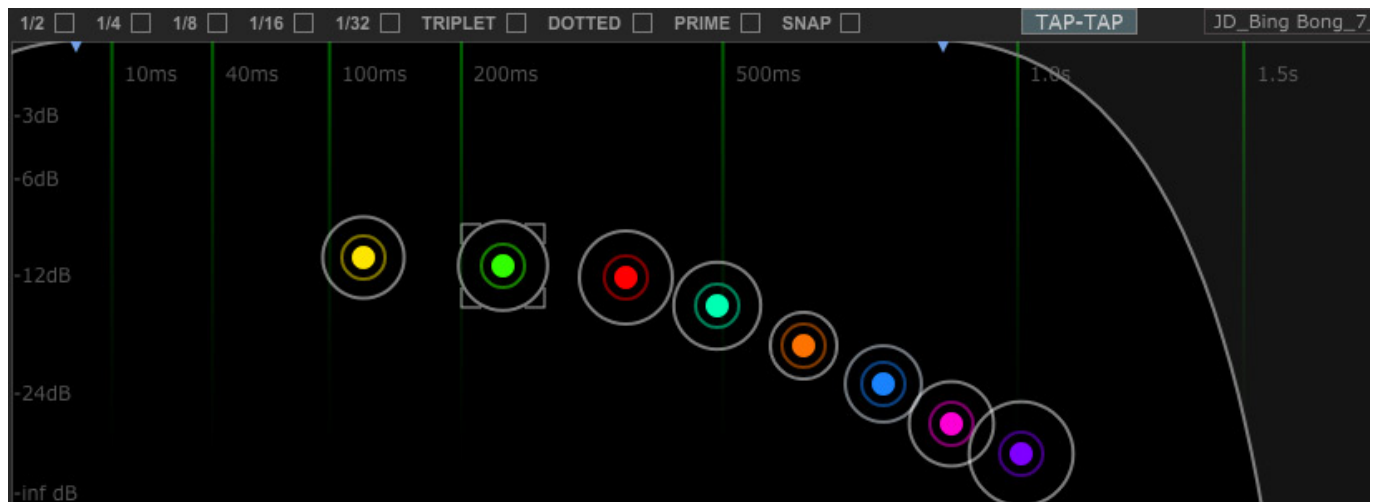 1/2 1/4 1/8 1/16 1/32 TRIPLET DOTTED PRIME SNAP TAP-TAP JD_Bing Bong_7
10ms 40ms 100ms 200ms 500ms 1.0s 1.5s
-3dB
-6dB
-12dB
-24dB
-inf dB